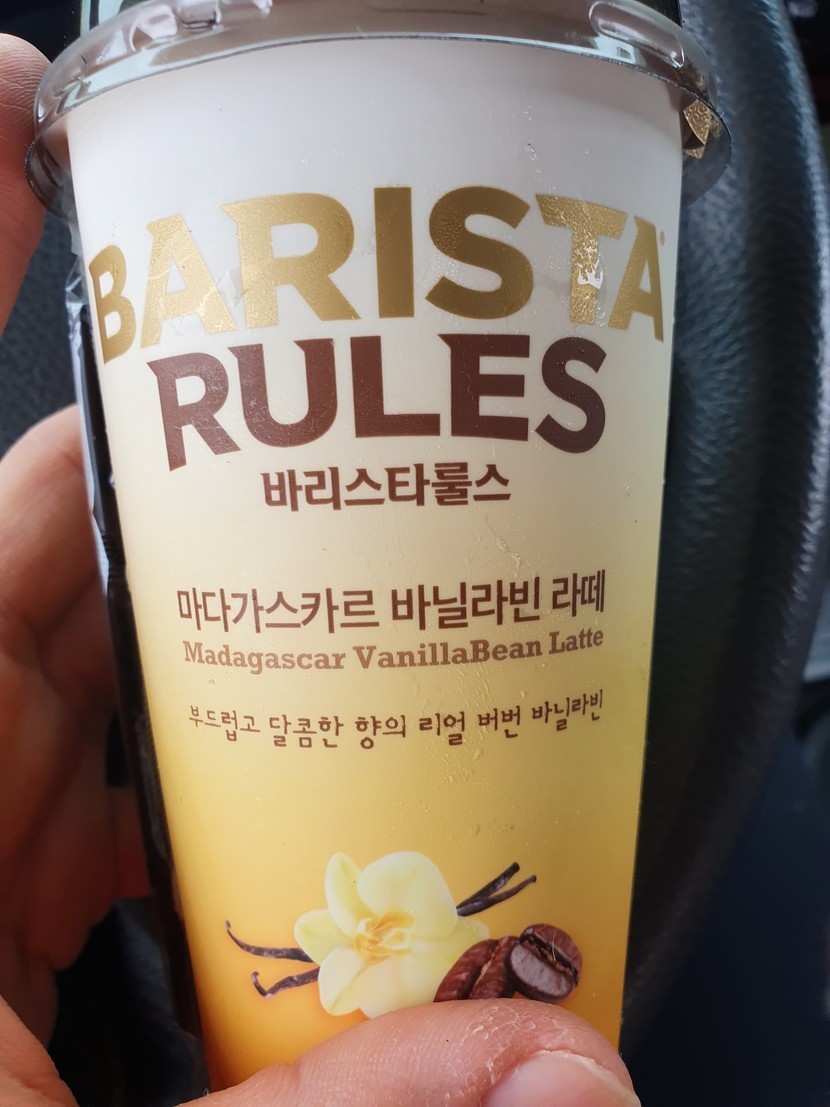 BARISTA
RULES
바리스타룰스
마다가스카르 바닐라빈 라떼
Madagascar VanillaBean Latte
부드럽고 달콤한 향의 리얼 버번 바닐라빈